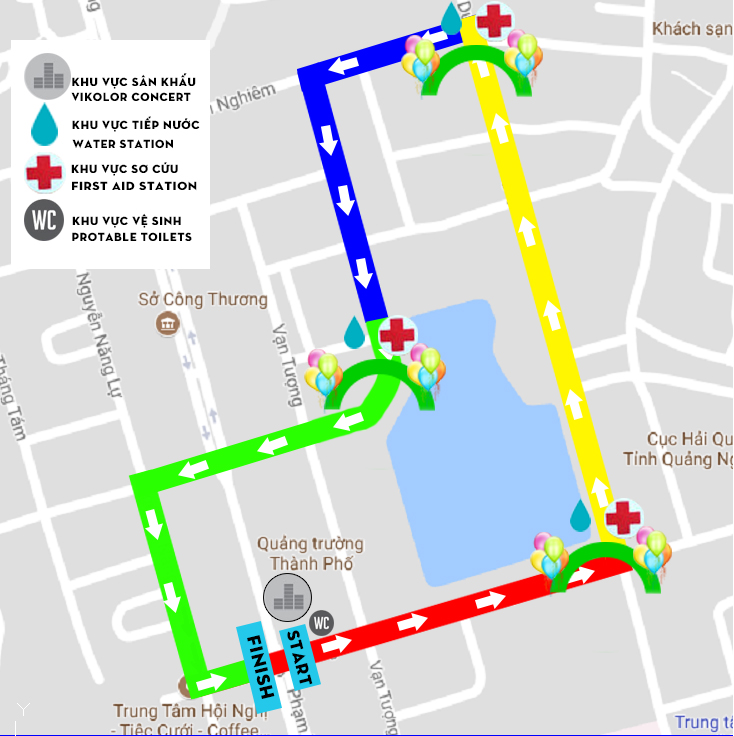 Khách sạn
KHU VỰC SÂN KHẤU
VIKOLOR CONCERT
Nghiêm
KHU VỰC TIẾP NƯỚC
WATER STATION
KHU VỰC SƠ CỨU
FIRST AID STATION
WC
KHU VỰC VỆ SINH
PROTABLE TOILETS
Nguyễn Năng Lự
Sở Công Thương
Vạn Tượng
Tháng Tám
Cục Hải Qu
Tỉnh Quảng Ng
Quảng trường
Thành Phố
WC
FINISH
START
Phạm
Vạn Tượng
Trung Tâm Hội Nghị
- Tiệc Cưới - Coffee
Trung tâ